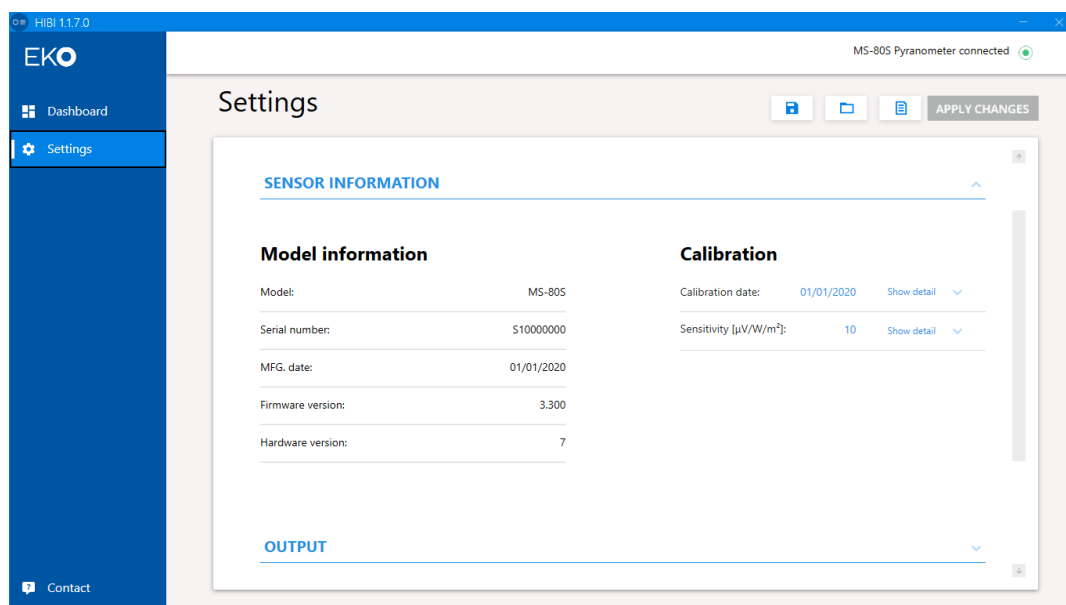 HIBI 1.1.7.0
EKO
MS-80S Pyranometer connected
Dashboard
Settings
Contact
Settings
APPLY CHANGES
SENSOR INFORMATION
Model information
Model: MS-80S
Serial number: S10000000
MFG. date: 01/01/2020
Firmware version: 3.300
Hardware version: 7
Calibration
Calibration date: 01/01/2020 Show detail
Sensitivity [µV/W/m²]: 10 Show detail
OUTPUT